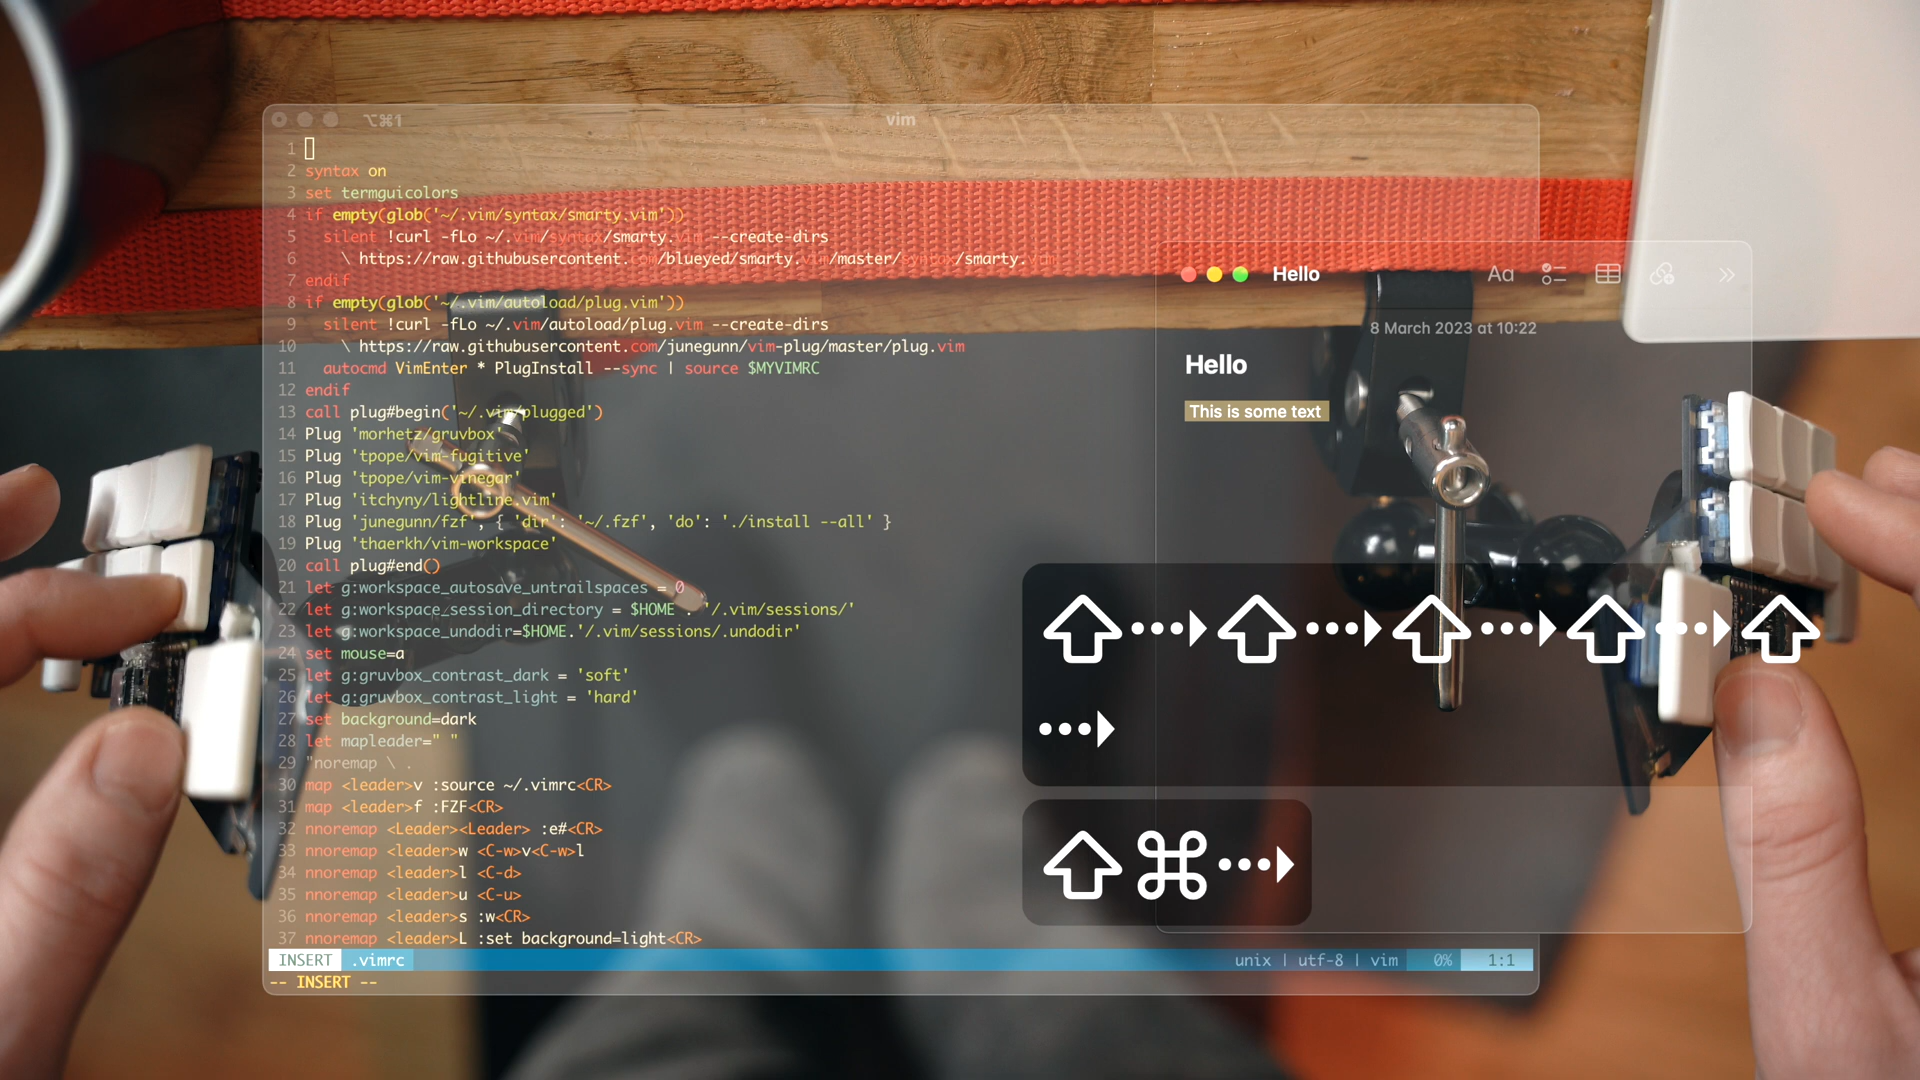 ⌥⌘1
vim
1
2 syntax on
3 set termguicolors
4 if empty(glob('~/.vim/syntax/smarty.vim'))
5   silent !curl -fLo ~/.vim/syntax/smarty.vim --create-dirs
6     \ https://raw.githubusercontent.com/blueyed/smarty.vim/master/syntax/smarty.vim
7 endif
8 if empty(glob('~/.vim/autoload/plug.vim'))
9   silent !curl -fLo ~/.vim/autoload/plug.vim --create-dirs
10     \ https://raw.githubusercontent.com/junegunn/vim-plug/master/plug.vim
11   autocmd VimEnter * PlugInstall --sync | source $MYVIMRC
12 endif
13 call plug#begin('~/.vim/plugged')
14 Plug 'morhetz/gruvbox'
15 Plug 'tpope/vim-fugitive'
16 Plug 'tpope/vim-vinegar'
17 Plug 'itchyny/lightline.vim'
18 Plug 'junegunn/fzf', { 'dir': '~/.fzf', 'do': './install --all' }
19 Plug 'thaerkh/vim-workspace'
20 call plug#end()
21 let g:workspace_autosave_untrailspaces = 0
22 let g:workspace_session_directory = $HOME . '/.vim/sessions/'
23 let g:workspace_undodir=$HOME.'/.vim/sessions/.undodir'
24 set mouse=a
25 let g:gruvbox_contrast_dark = 'soft'
26 let g:gruvbox_contrast_light = 'hard'
27 set background=dark
28 let mapleader=" "
29 "noremap \ .
30 map <leader>v :source ~/.vimrc<CR>
31 map <leader>f :FZF<CR>
32 nnoremap <Leader><Leader> :e#<CR>
33 nnoremap <leader>w <C-w>v<C-w>l
34 nnoremap <leader>l <C-d>
35 nnoremap <leader>u <C-u>
36 nnoremap <leader>s :w<CR>
37 nnoremap <leader>L :set background=light<CR>
INSERT .vimrc unix | utf-8 | vim 0% 1:1
-- INSERT --
Hello Aa
8 March 2023 at 10:22
Hello
This is some text
⇧⇢⇧⇢⇧⇢⇧⇢⇧
⇢
⇧⌘⇢